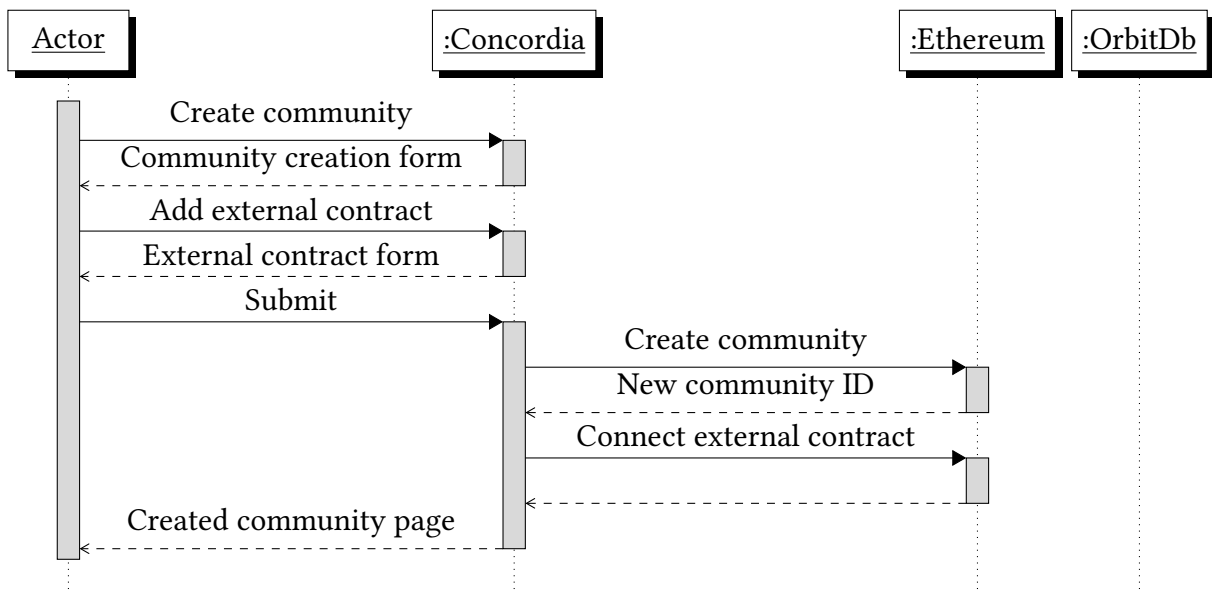 Actor
:Concordia
:Ethereum
:OrbitDb
Create community
Community creation form
Add external contract
External contract form
Submit
Create community
New community ID
Connect external contract
Created community page